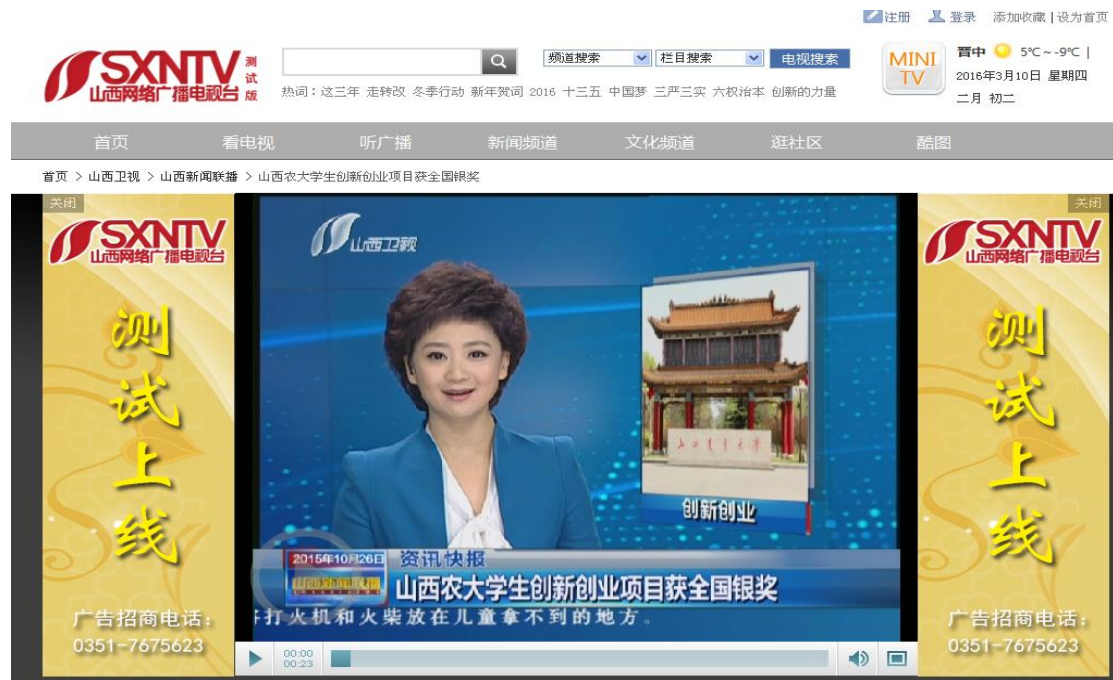 注册 登录 添加收藏 | 设为首页
SXNTV 测试版
山西网络广播电视台
频道搜索 栏目搜索 电视搜索
热词：这三年 走转改 冬季行动 新年贺词 2016 十三五 中国梦 三严三实 六权治本 创新的力量
MINI TV
晋中 5℃～-9℃ |
2016年3月10日 星期四
二月 初二
首页 看电视 听广播 新闻频道 文化频道 逛社区 酷图
首页 > 山西卫视 > 山西新闻联播 > 山西农大学生创新创业项目获全国银奖
关闭
SXNTV
山西网络广播电视台
测
试
上
线
广告招商电话：
0351-7675623
山西卫视
山西农业大学
创新创业
2015年10月26日 资讯快报
山西新闻联播
山西农大学生创新创业项目获全国银奖
打火机和火柴放在儿童拿不到的地方。
00:00
00:23
关闭
SXNTV
山西网络广播电视台
测
试
上
线
广告招商电话：
0351-7675623